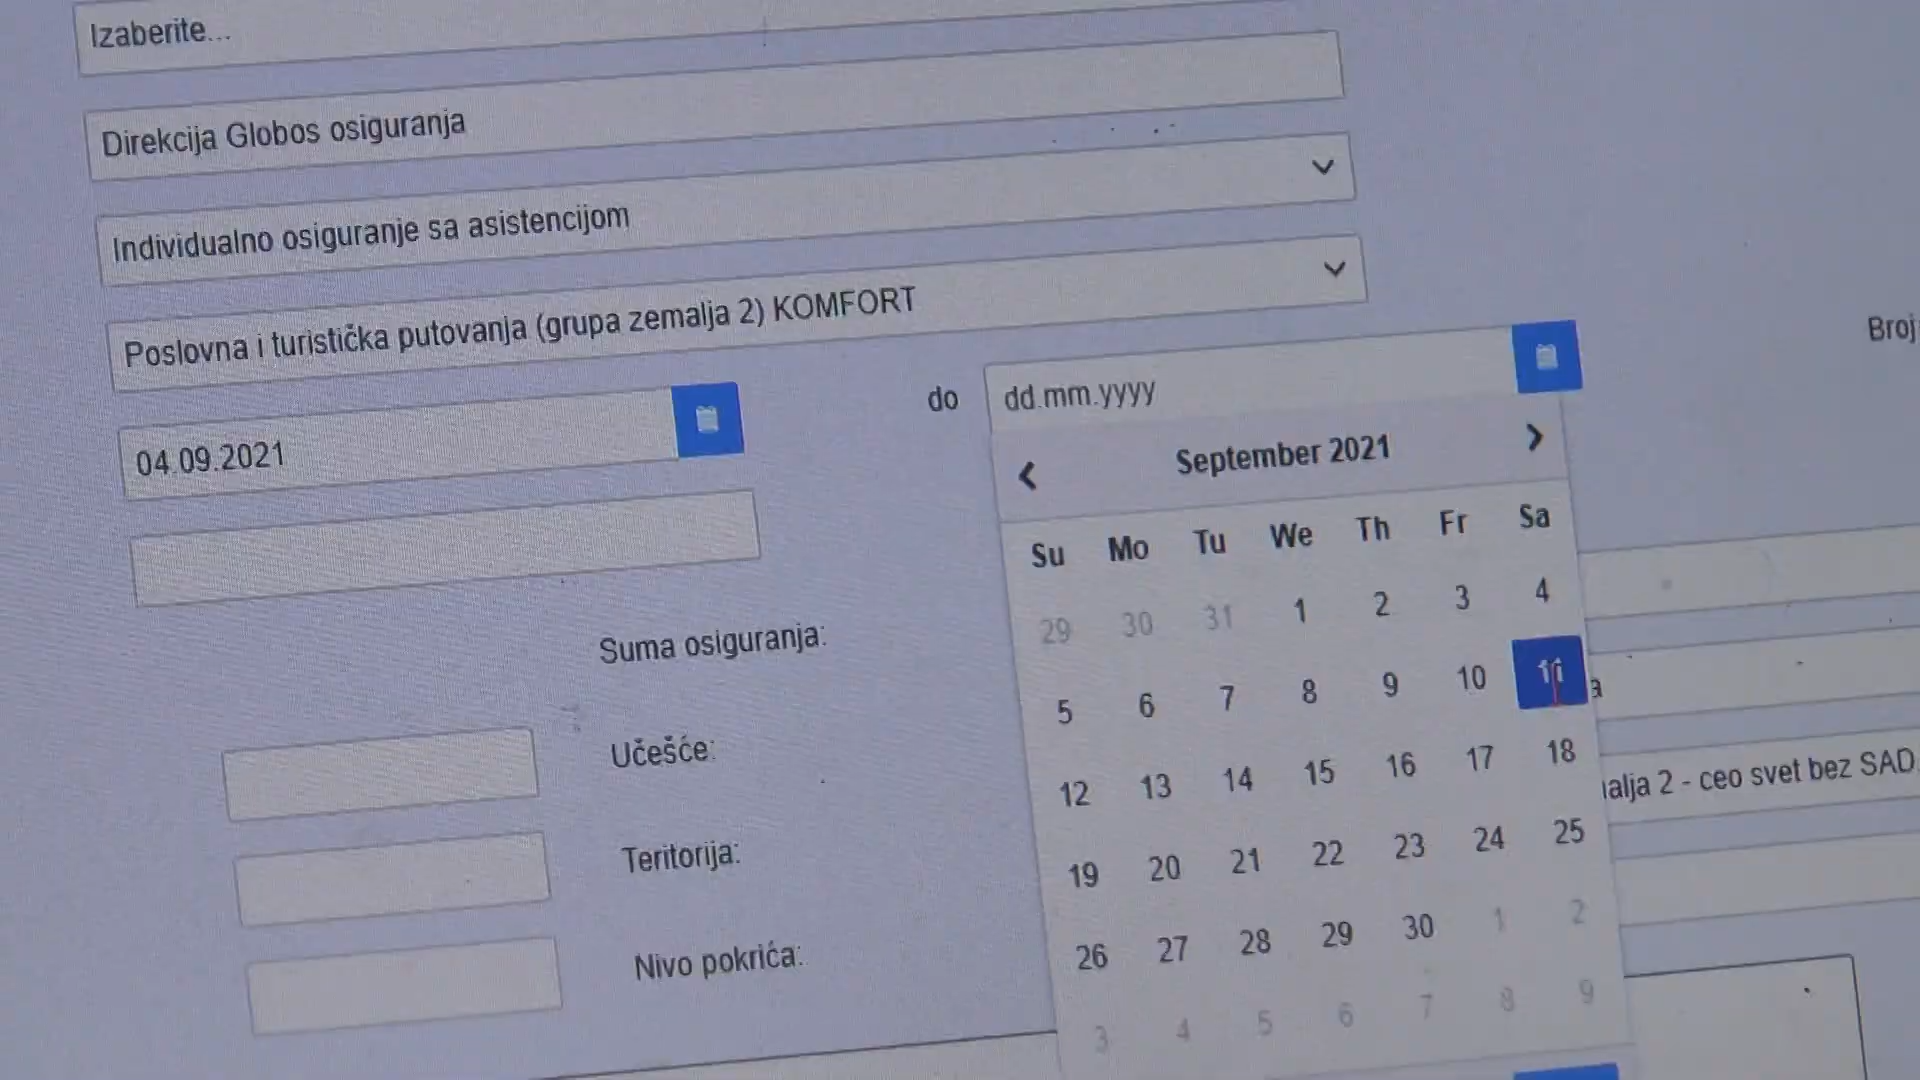 Izaberite...
Direkcija Globos osiguranja
Individualno osiguranje sa asistencijom
Poslovna i turistička putovanja (grupa zemalja 2) KOMFORT
Broj
04.09.2021
do
dd.mm.yyyy
September 2021
Su Mo Tu We Th Fr Sa
29 30 31 1 2 3 4
5 6 7 8 9 10 11
12 13 14 15 16 17 18
19 20 21 22 23 24 25
26 27 28 29 30 1 2
3 4 5 6 7 8 9
Suma osiguranja:
Učešće:
a
alja 2 - ceo svet bez SAD,
Teritorija:
Nivo pokrića: